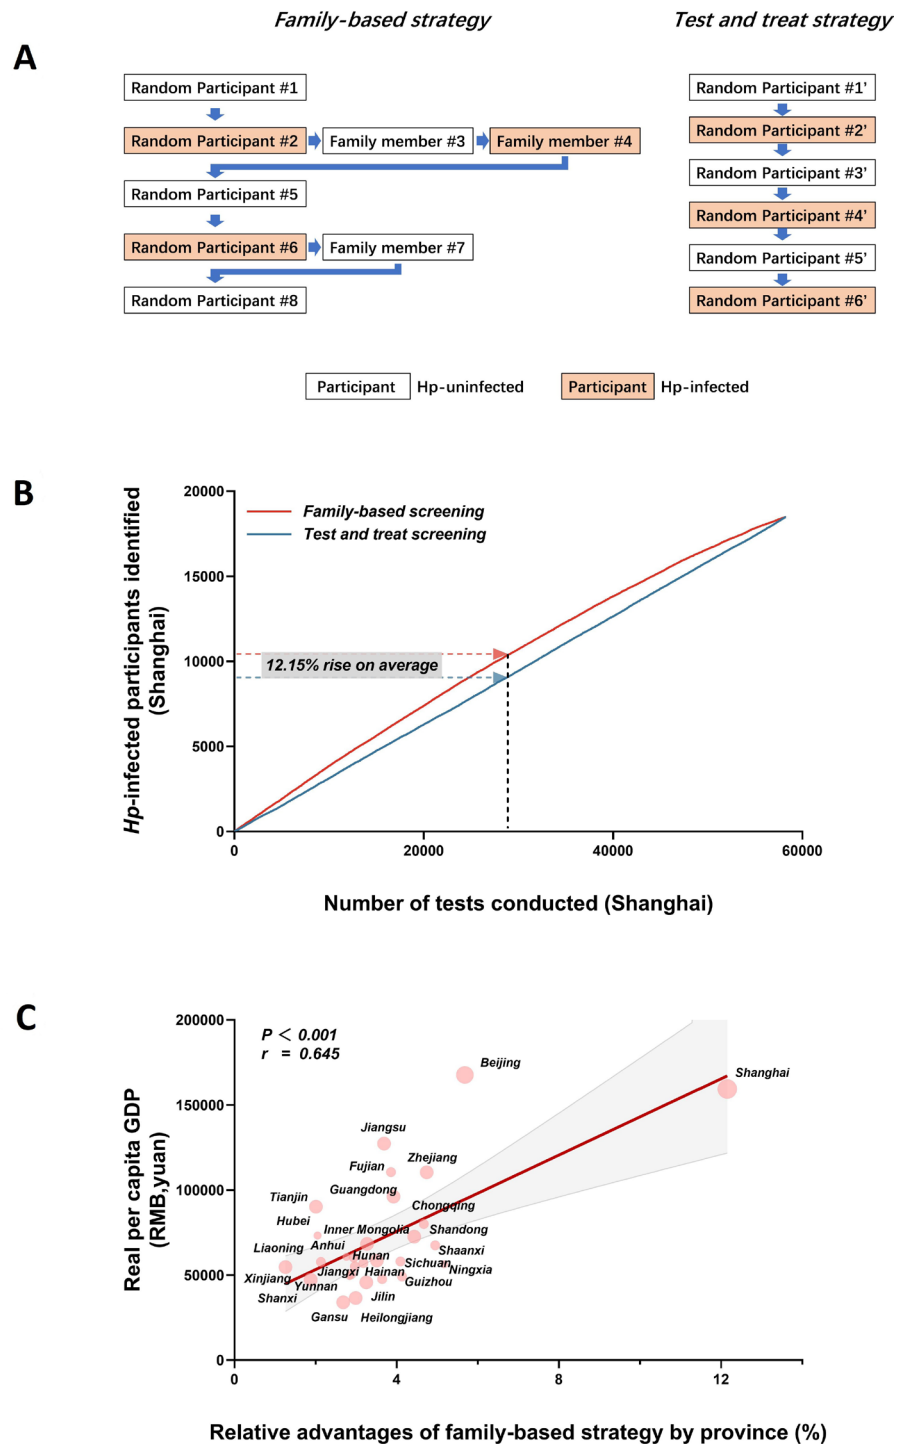 Family-based strategy
Test and treat strategy
A
Random Participant #1
Random Participant #2
Family member #3
Family member #4
Random Participant #5
Random Participant #6
Family member #7
Random Participant #8
Random Participant #1’
Random Participant #2’
Random Participant #3’
Random Participant #4’
Random Participant #5’
Random Participant #6’
Participant
Hp-uninfected
Participant
Hp-infected
B
Hp-infected participants identified
(Shanghai)
20000
15000
10000
5000
0
Family-based screening
Test and treat screening
12.15% rise on average
0
20000
40000
60000
Number of tests conducted (Shanghai)
C
Real per capita GDP
(RMB,yuan)
200000
150000
100000
50000
0
P < 0.001
r = 0.645
Beijing
Shanghai
Jiangsu
Zhejiang
Fujian
Guangdong
Tianjin
Chongqing
Hubei
Inner Mongolia
Shandong
Liaoning
Anhui
Hunan
Shaanxi
Sichuan
Ningxia
Xinjiang
Jiangxi
Hainan
Guizhou
Yunnan
Shanxi
Jilin
Gansu
Heilongjiang
0
4
8
12
Relative advantages of family-based strategy by province (%)